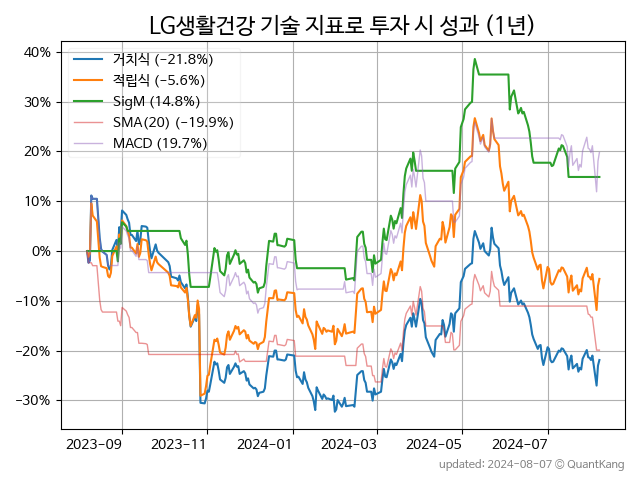 LG생활건강 기술 지표로 투자 시 성과 (1년)
거치식 (−21.8%)
적립식 (−5.6%)
SigM (14.8%)
SMA(20) (−19.9%)
MACD (19.7%)
40%
30%
20%
10%
0%
−10%
−20%
−30%
2023-09 2023-11 2024-01 2024-03 2024-05 2024-07
updated: 2024-08-07 © QuantKang